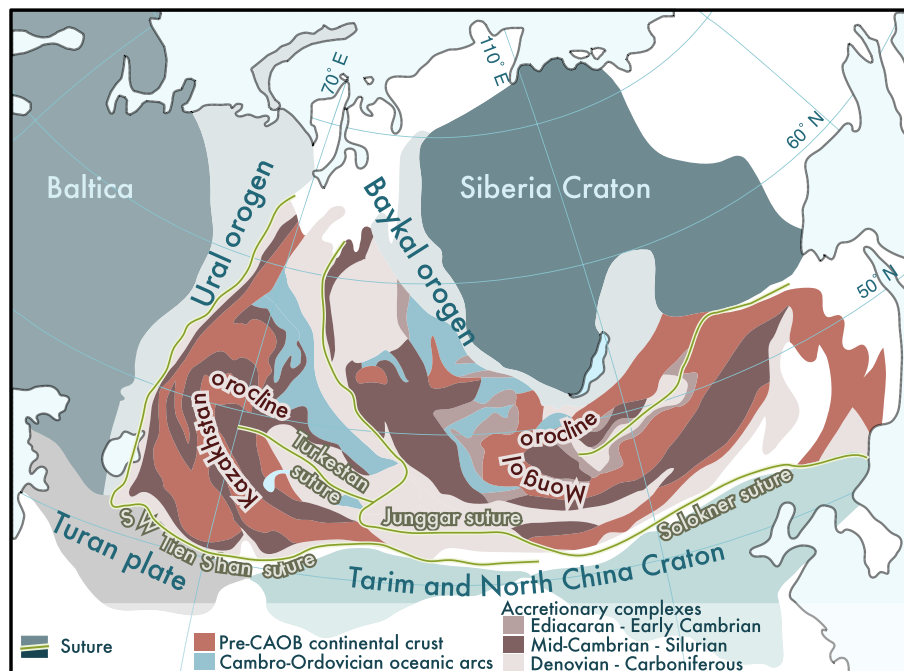 70° E
110° E
60° N
50° N
Baltica
Ural orogen
Baykal orogen
Siberia Craton
Kazakhstan
orocline
Mongol
orocline
Turkestan
suture
Junggar suture
Solokner suture
S.W Tien Shan suture
Turan plate
Tarim and North China Craton
Suture
Pre-CAOB continental crust
Cambro-Ordovician oceanic arcs
Accretionary complexes
Ediacaran - Early Cambrian
Mid-Cambrian - Silurian
Denovian - Carboniferous